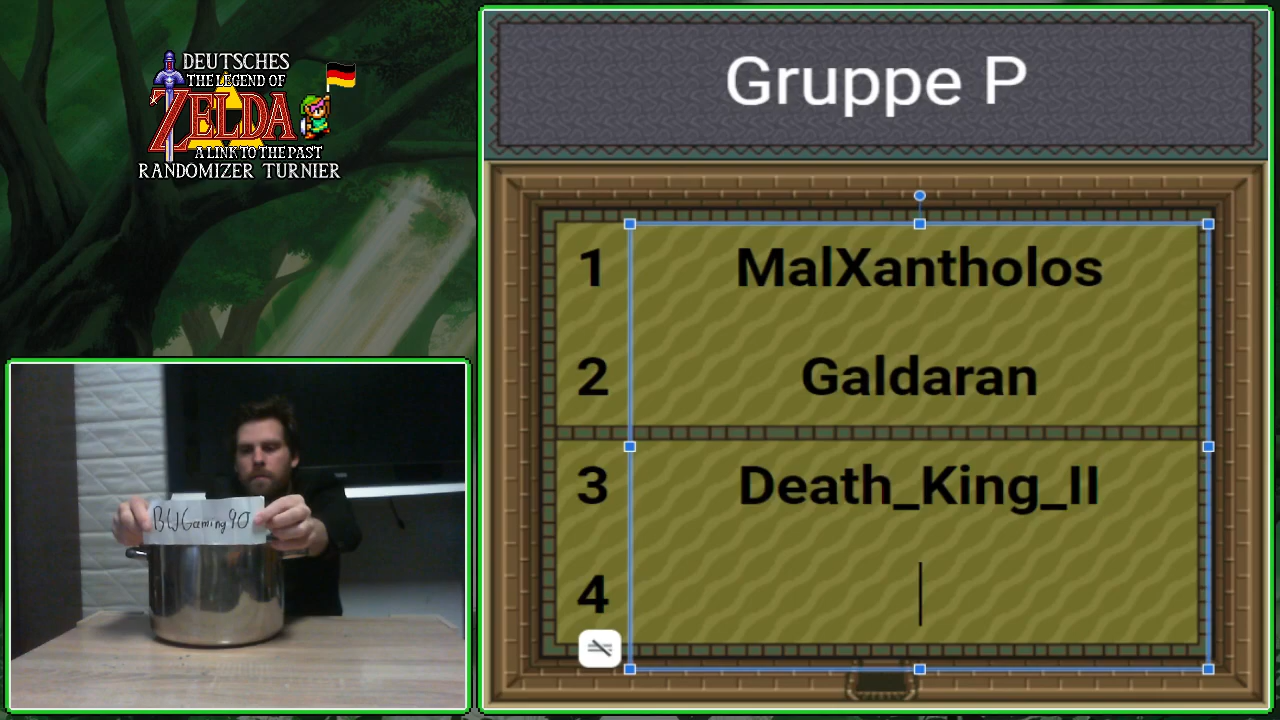 DEUTSCHES
THE LEGEND OF
ZELDA
A LINK TO THE PAST
RANDOMIZER TURNIER
Gruppe P
1 MalXantholos
2 Galdaran
3 Death_King_II
4
BWGaming90